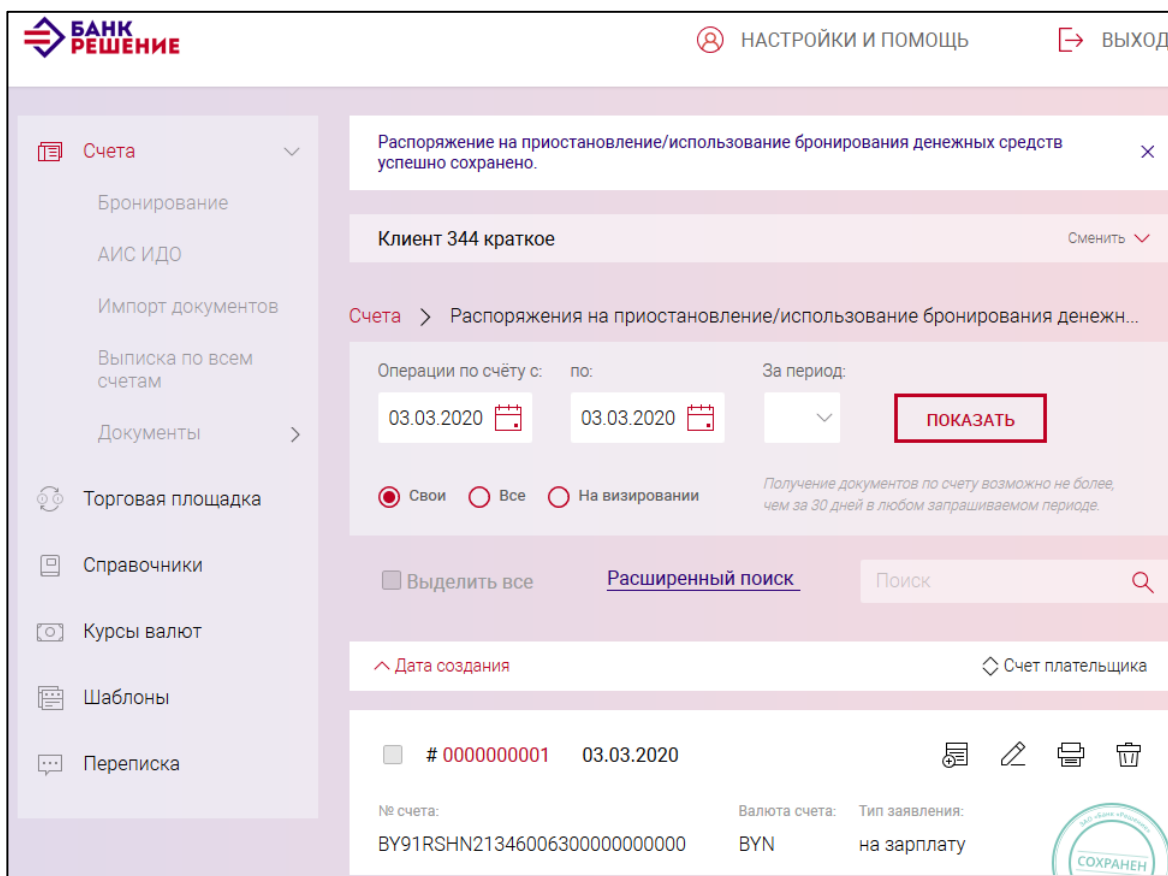 БАНК
РЕШЕНИЕ
НАСТРОЙКИ И ПОМОЩЬ
ВЫХОД
Счета
Бронирование
АИС ИДО
Импорт документов
Выписка по всем
счетам
Документы
Торговая площадка
Справочники
Курсы валют
Шаблоны
Переписка
Распоряжение на приостановление/использование бронирования денежных средств
успешно сохранено.
Клиент 344 краткое
Сменить
Счета > Распоряжения на приостановление/использование бронирования денежн...
Операции по счёту с: по: За период:
03.03.2020 03.03.2020 ПОКАЗАТЬ
Свои Все На визировании
Получение документов по счету возможно не более,
чем за 30 дней в любом запрашиваемом периоде.
Выделить все Расширенный поиск Поиск
Дата создания Счет плательщика
# 0000000001 03.03.2020
№ счета: Валюта счета: Тип заявления:
BY91RSHN21346006300000000000 BYN на зарплату
ЗАО «Банк «Решение»
СОХРАНЕН